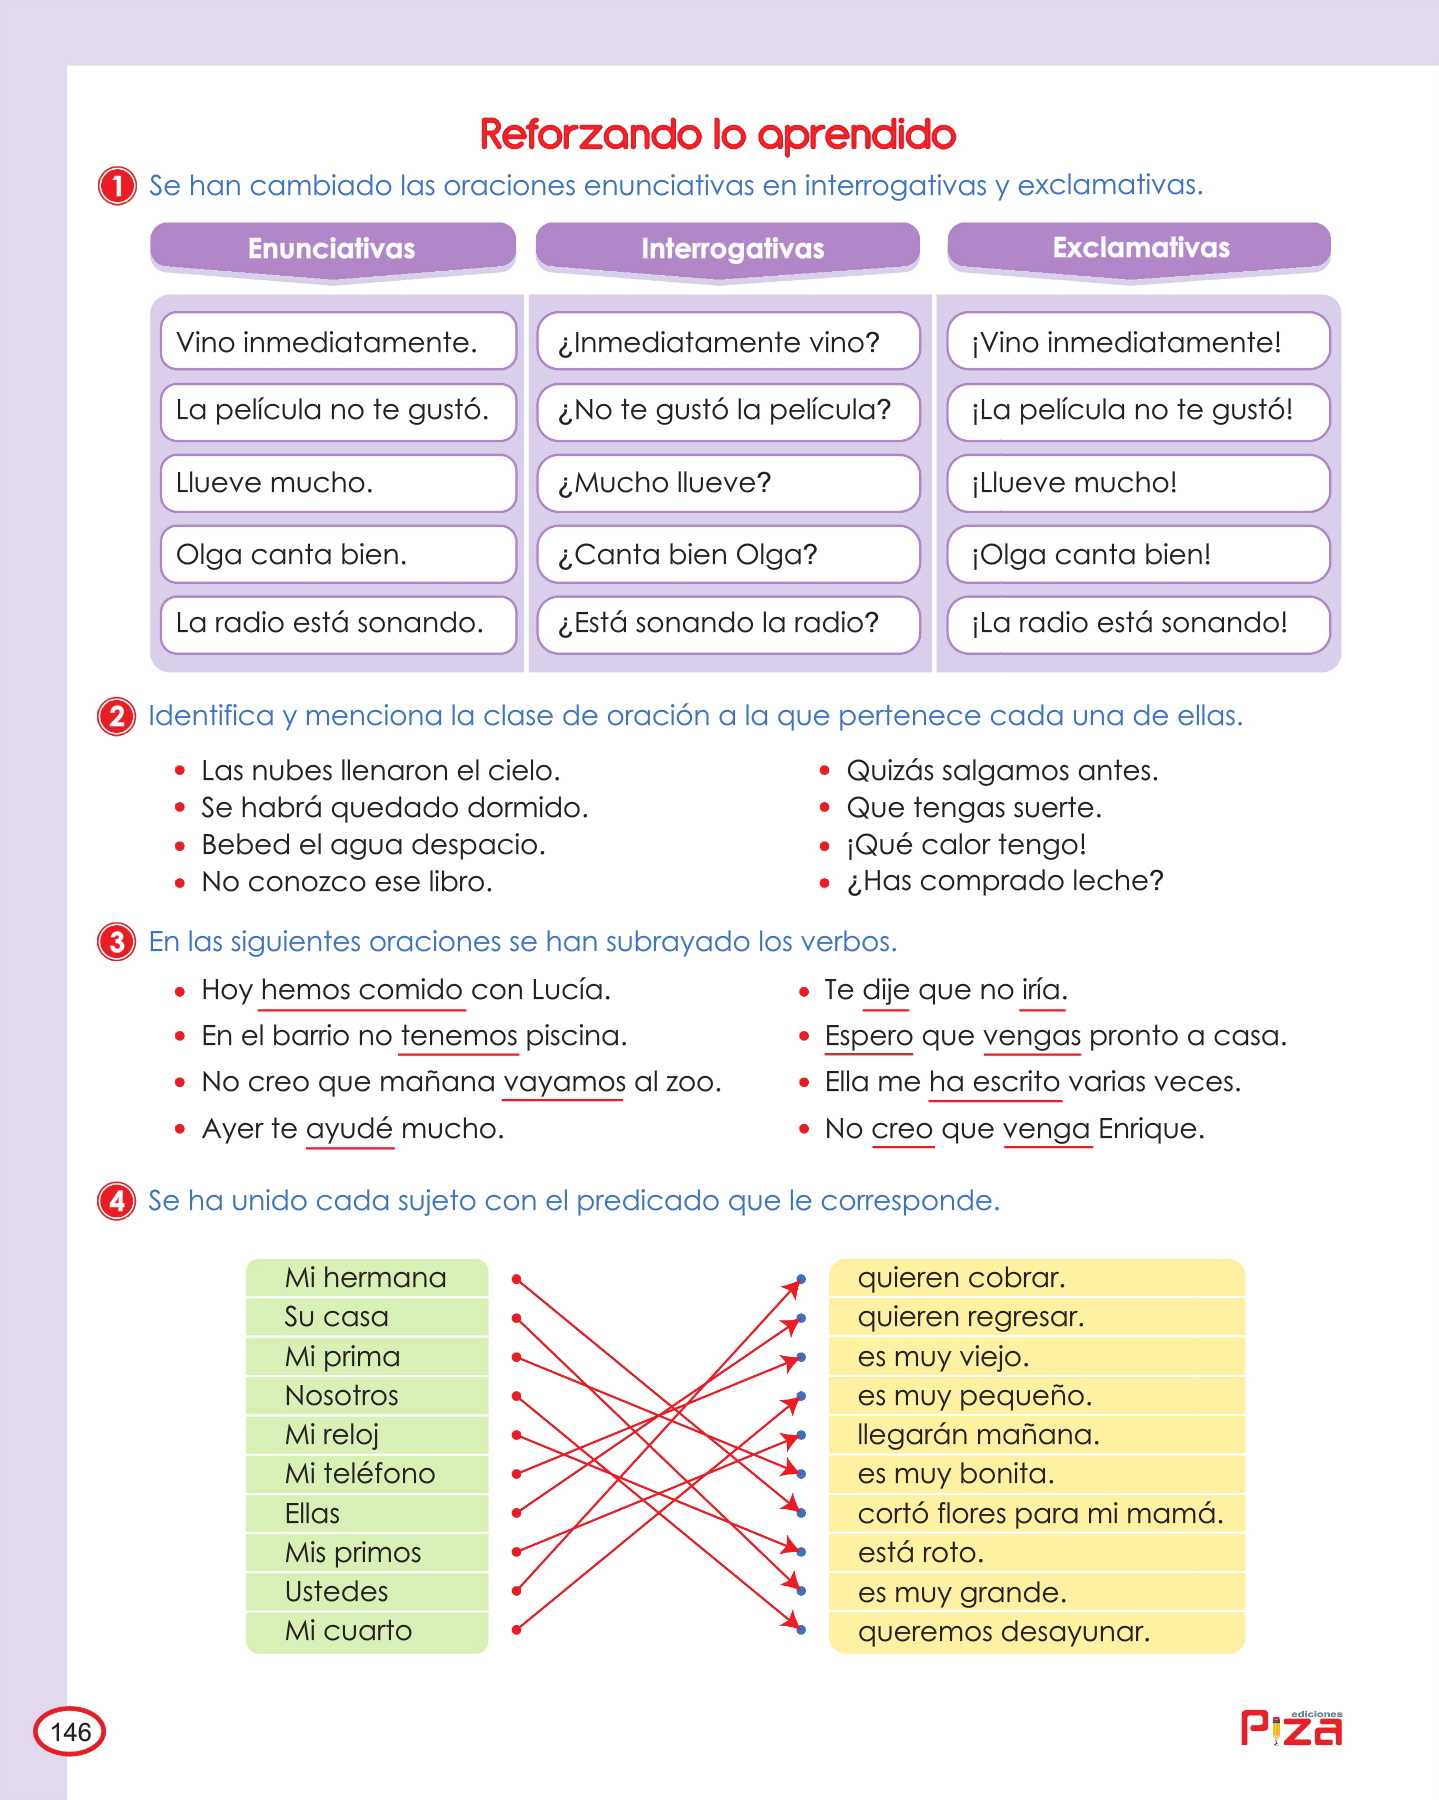 Reforzando lo aprendido
1 Se han cambiado las oraciones enunciativas en interrogativas y exclamativas.
Enunciativas Interrogativas Exclamativas
Vino inmediatamente. ¿Inmediatamente vino? ¡Vino inmediatamente!
La película no te gustó. ¿No te gustó la película? ¡La película no te gustó!
Llueve mucho. ¿Mucho llueve? ¡Llueve mucho!
Olga canta bien. ¿Canta bien Olga? ¡Olga canta bien!
La radio está sonando. ¿Está sonando la radio? ¡La radio está sonando!
2 Identifica y menciona la clase de oración a la que pertenece cada una de ellas.
• Las nubes llenaron el cielo.
• Se habrá quedado dormido.
• Bebed el agua despacio.
• No conozco ese libro.
• Quizás salgamos antes.
• Que tengas suerte.
• ¡Qué calor tengo!
• ¿Has comprado leche?
3 En las siguientes oraciones se han subrayado los verbos.
• Hoy hemos comido con Lucía.
• En el barrio no tenemos piscina.
• No creo que mañana vayamos al zoo.
• Ayer te ayudé mucho.
• Te dije que no iría.
• Espero que vengas pronto a casa.
• Ella me ha escrito varias veces.
• No creo que venga Enrique.
4 Se ha unido cada sujeto con el predicado que le corresponde.
Mi hermana
Su casa
Mi prima
Nosotros
Mi reloj
Mi teléfono
Ellas
Mis primos
Ustedes
Mi cuarto
quieren cobrar.
quieren regresar.
es muy viejo.
es muy pequeño.
llegarán mañana.
es muy bonita.
cortó flores para mi mamá.
está roto.
es muy grande.
queremos desayunar.
146
ediciones
Piza